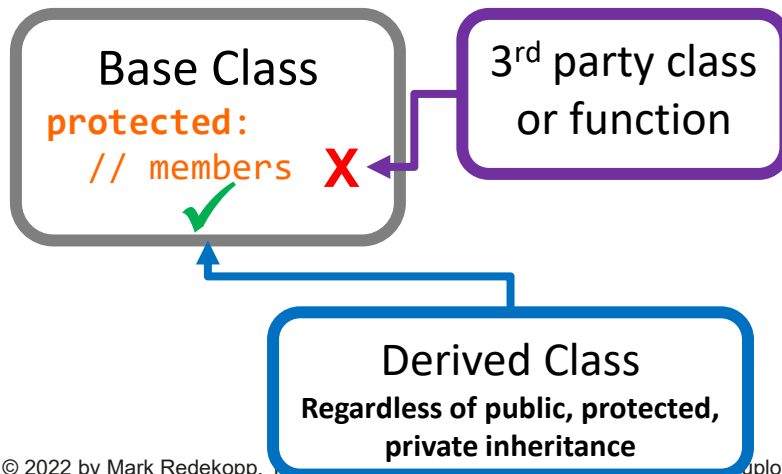 Base Class
protected:
// members X
3rd party class
or function
Derived Class
Regardless of public, protected,
private inheritance
© 2022 by Mark Redekopp.